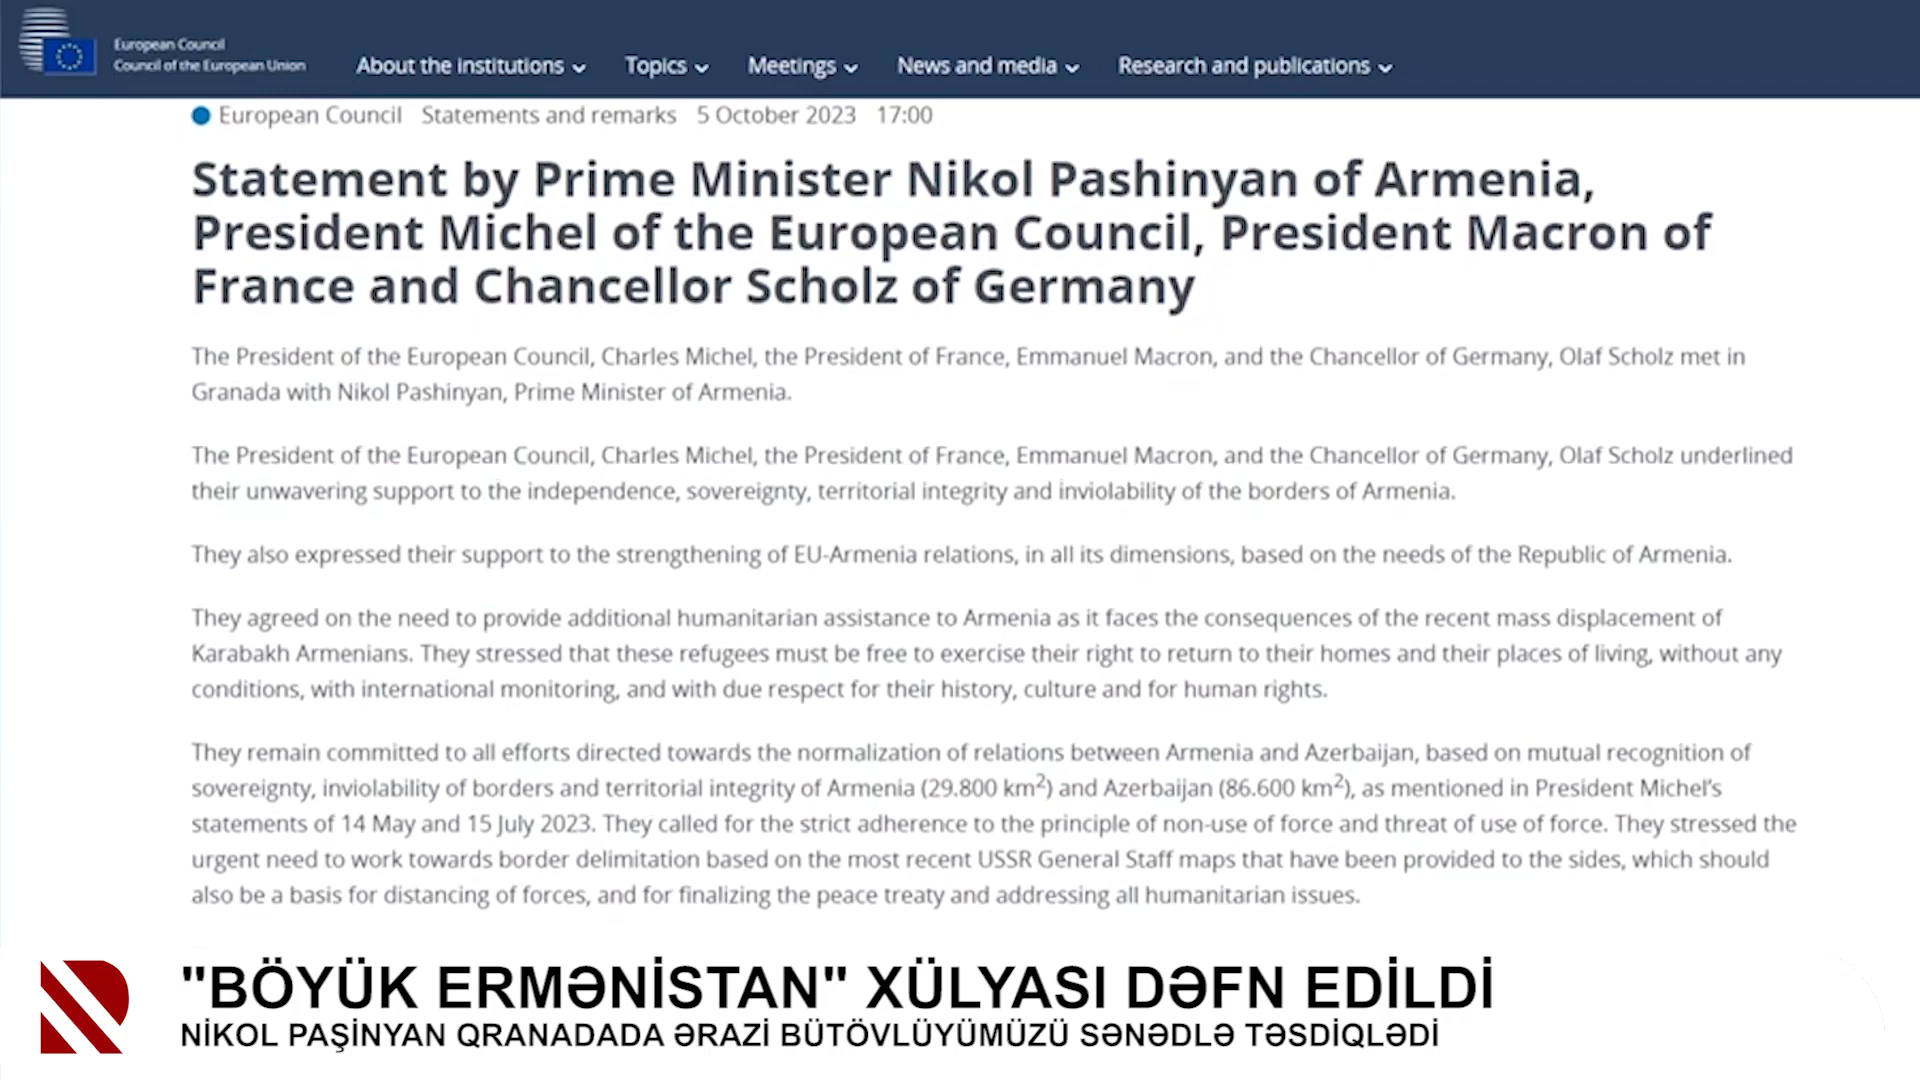 European Council
Council of the European Union
About the institutions
Topics
Meetings
News and media
Research and publications
European Council Statements and remarks 5 October 2023 17:00
Statement by Prime Minister Nikol Pashinyan of Armenia,
President Michel of the European Council, President Macron of
France and Chancellor Scholz of Germany
The President of the European Council, Charles Michel, the President of France, Emmanuel Macron, and the Chancellor of Germany, Olaf Scholz met in
Granada with Nikol Pashinyan, Prime Minister of Armenia.
The President of the European Council, Charles Michel, the President of France, Emmanuel Macron, and the Chancellor of Germany, Olaf Scholz underlined
their unwavering support to the independence, sovereignty, territorial integrity and inviolability of the borders of Armenia.
They also expressed their support to the strengthening of EU-Armenia relations, in all its dimensions, based on the needs of the Republic of Armenia.
They agreed on the need to provide additional humanitarian assistance to Armenia as it faces the consequences of the recent mass displacement of
Karabakh Armenians. They stressed that these refugees must be free to exercise their right to return to their homes and their places of living, without any
conditions, with international monitoring, and with due respect for their history, culture and for human rights.
They remain committed to all efforts directed towards the normalization of relations between Armenia and Azerbaijan, based on mutual recognition of
sovereignty, inviolability of borders and territorial integrity of Armenia (29.800 km²) and Azerbaijan (86.600 km²), as mentioned in President Michel's
statements of 14 May and 15 July 2023. They called for the strict adherence to the principle of non-use of force and threat of use of force. They stressed the
urgent need to work towards border delimitation based on the most recent USSR General Staff maps that have been provided to the sides, which should
also be a basis for distancing of forces, and for finalizing the peace treaty and addressing all humanitarian issues.
"BÖYÜK ERMƏNİSTAN" XÜLYASI DƏFN EDİLDİ
NİKOL PAŞİNYAN QRANADADA ƏRAZİ BÜTÖVLÜYÜMÜZÜ SƏNƏDLƏ TƏSDİQLƏDİ